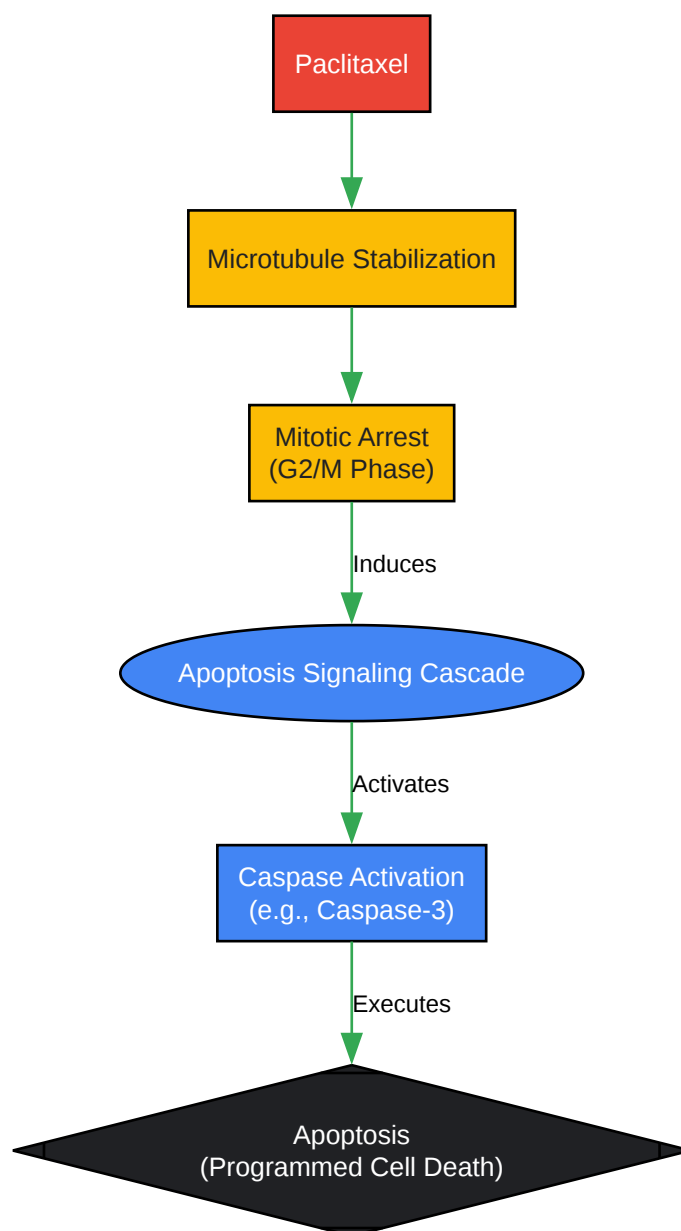 Paclitaxel
Microtubule Stabilization
Mitotic Arrest
(G2/M Phase)
Induces
Apoptosis Signaling Cascade
Activates
Caspase Activation
(e.g., Caspase-3)
Executes
Apoptosis
(Programmed Cell Death)